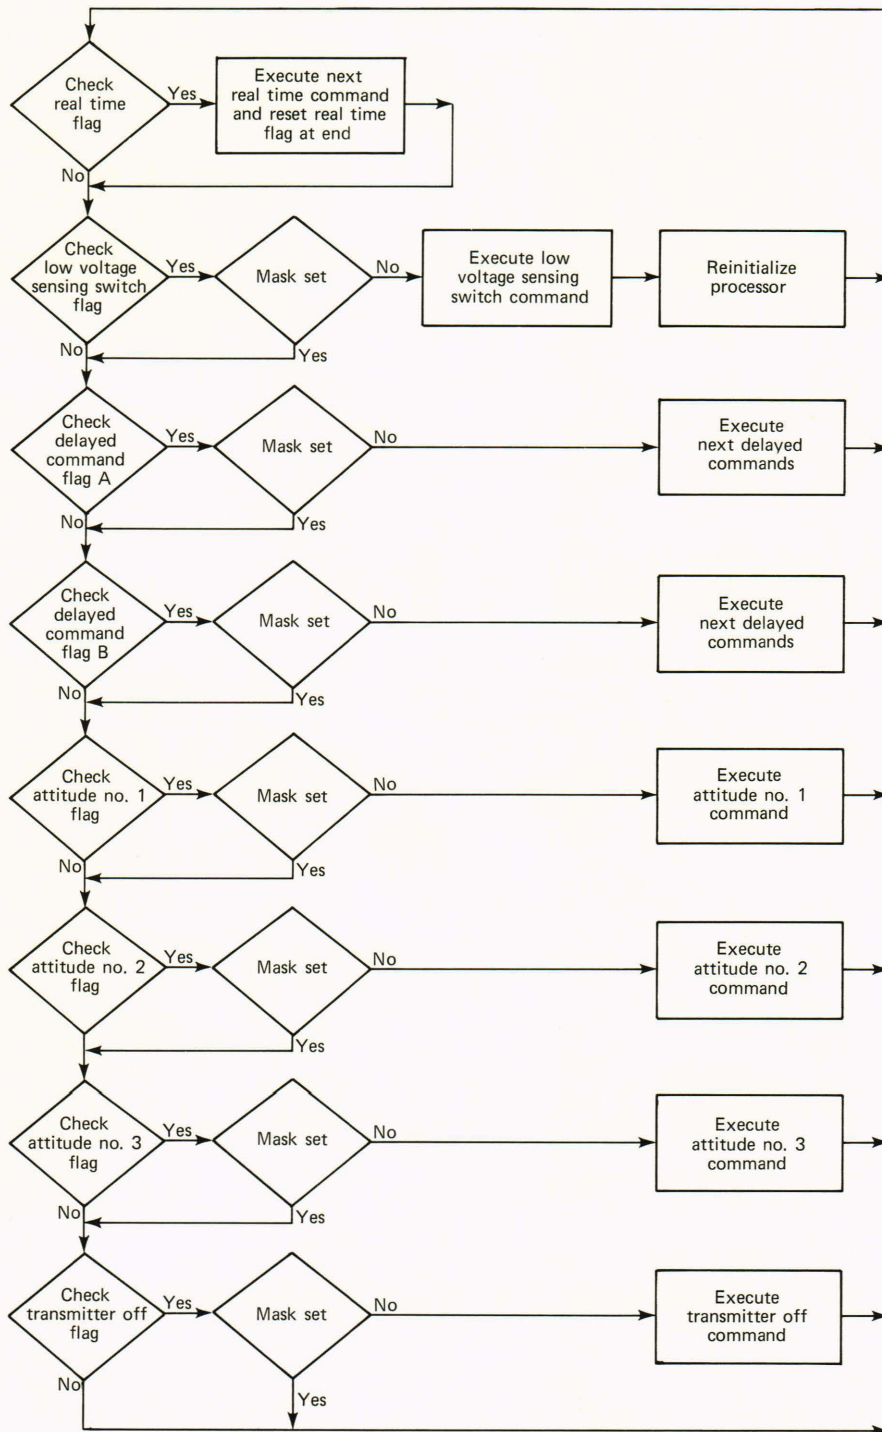 Check
real time
flag
Yes
Execute next
real time command
and reset real time
flag at end
No
Check
low voltage
sensing switch
flag
Yes
Mask set
No
Execute low
voltage sensing
switch command
Reinitialize
processor
No
Yes
Check
delayed
command
flag A
Yes
Mask set
No
Execute
next delayed
commands
No
Yes
Check
delayed
command
flag B
Yes
Mask set
No
Execute
next delayed
commands
No
Yes
Check
attitude no. 1
flag
Yes
Mask set
No
Execute
attitude no. 1
command
No
Yes
Check
attitude no. 2
flag
Yes
Mask set
No
Execute
attitude no. 2
command
Yes
Check
attitude no. 3
flag
Yes
Mask set
No
Execute
attitude no. 3
command
No
Yes
Check
transmitter off
flag
Yes
Mask set
No
Execute
transmitter off
command
No
Yes